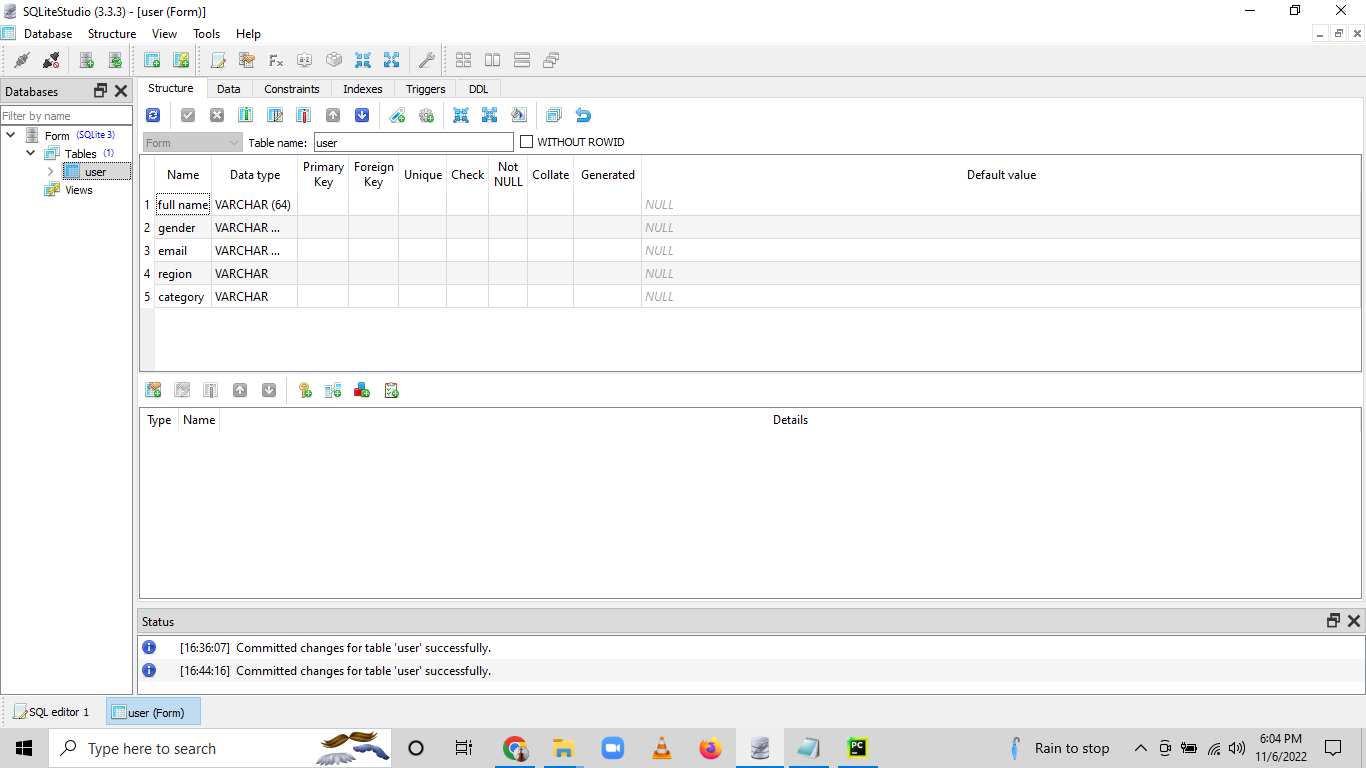 SQLiteStudio (3.3.3) - [user (Form)]
Database Structure View Tools Help
Databases
Filter by name
Form (SQLite 3)
Tables (1)
user
Views
Structure Data Constraints Indexes Triggers DDL
Form Table name: user WITHOUT ROWID
Name Data type Primary Key Foreign Key Unique Check Not NULL Collate Generated Default value
1 full name VARCHAR (64) NULL
2 gender VARCHAR ... NULL
3 email VARCHAR ... NULL
4 region VARCHAR NULL
5 category VARCHAR NULL
Type Name Details
Status
[16:36:07] Committed changes for table 'user' successfully.
[16:44:16] Committed changes for table 'user' successfully.
SQL editor 1 user (Form)
Type here to search
Rain to stop
6:04 PM
11/6/2022